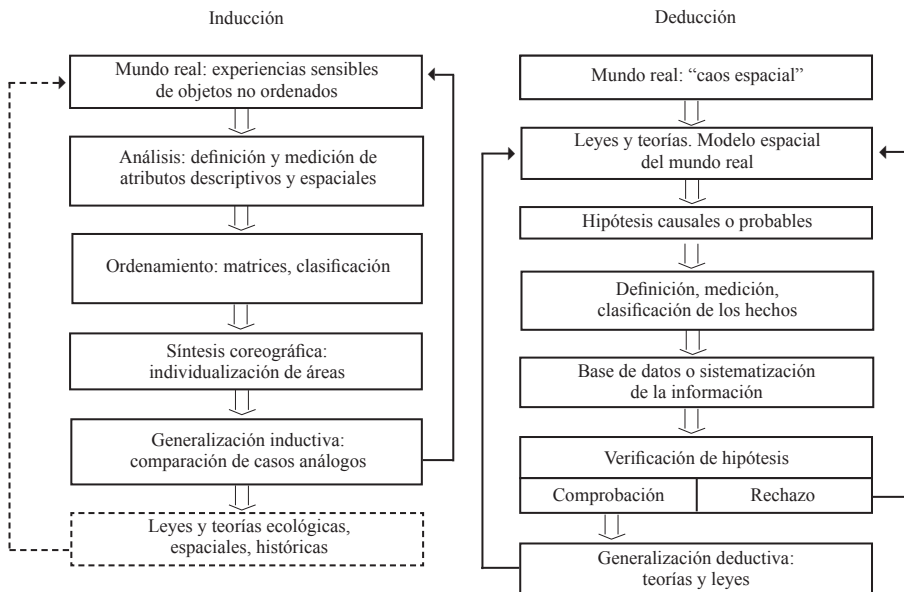 Inducción
Mundo real: experiencias sensibles
de objetos no ordenados
Análisis: definición y medición de
atributos descriptivos y espaciales
Ordenamiento: matrices, clasificación
Síntesis coreográfica:
individualización de áreas
Generalización inductiva:
comparación de casos análogos
Leyes y teorías ecológicas,
espaciales, históricas
Deducción
Mundo real: “caos espacial”
Leyes y teorías. Modelo espacial
del mundo real
Hipótesis causales o probables
Definición, medición,
clasificación de los hechos
Base de datos o sistematización
de la información
Verificación de hipótesis
Comprobación
Rechazo
Generalización deductiva:
teorías y leyes